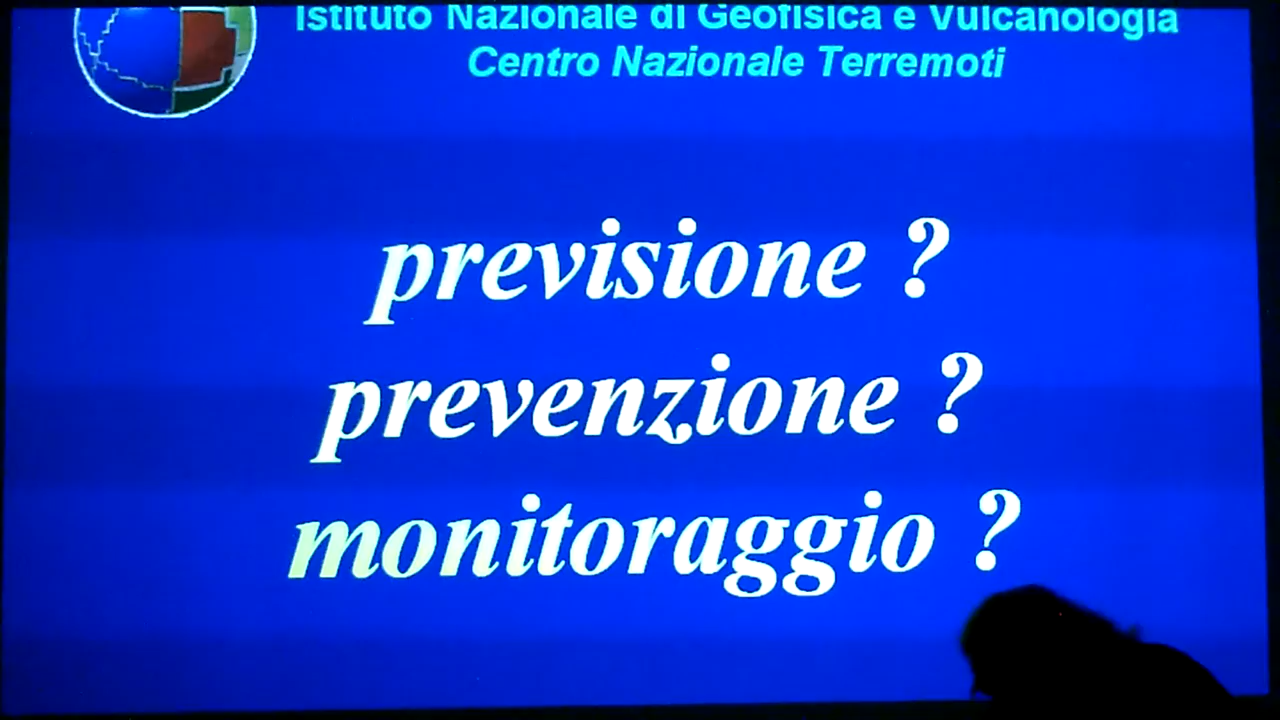 Istituto Nazionale di Geofisica e Vulcanologia
Centro Nazionale Terremoti
previsione ?
prevenzione ?
monitoraggio ?